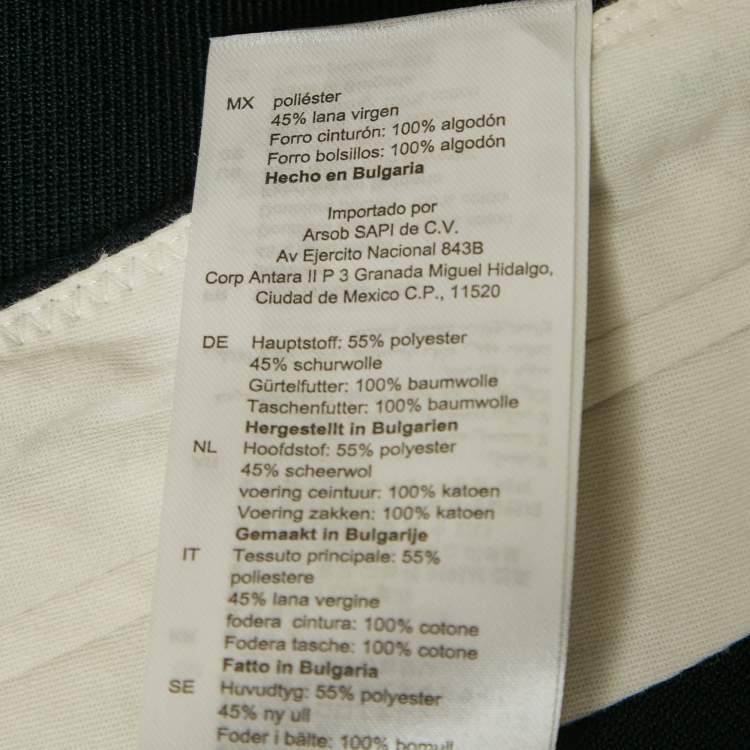 MX poliéster
45% lana virgen
Forro cinturón: 100% algodón
Forro bolsillos: 100% algodón
Hecho en Bulgaria
Importado por
Arsob SAPI de C.V.
Av Ejercito Nacional 843B
Corp Antara II P 3 Granada Miguel Hidalgo,
Ciudad de Mexico C.P., 11520
DE Hauptstoff: 55% polyester
45% schurwolle
Gürtelfutter: 100% baumwolle
Taschenfutter: 100% baumwolle
Hergestellt in Bulgarien
NL Hoofdstof: 55% polyester
45% scheerwol
voering ceintuur: 100% katoen
Voering zakken: 100% katoen
Gemaakt in Bulgarije
IT Tessuto principale: 55%
poliestere
45% lana vergine
fodera cintura: 100% cotone
Fodera tasche: 100% cotone
Fatto in Bulgaria
SE Huvudtyg: 55% polyester
45% ny ull
Foder i bälte: 100% bomull